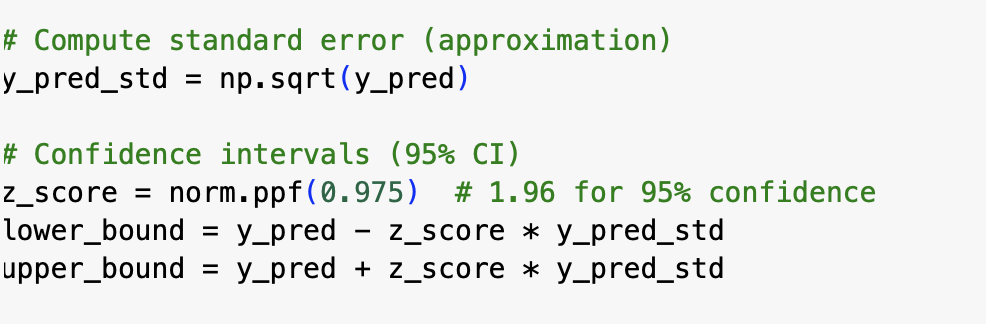 # Compute standard error (approximation)
y_pred_std = np.sqrt(y_pred)
# Confidence intervals (95% CI)
z_score = norm.ppf(0.975)  # 1.96 for 95% confidence
lower_bound = y_pred - z_score * y_pred_std
upper_bound = y_pred + z_score * y_pred_std